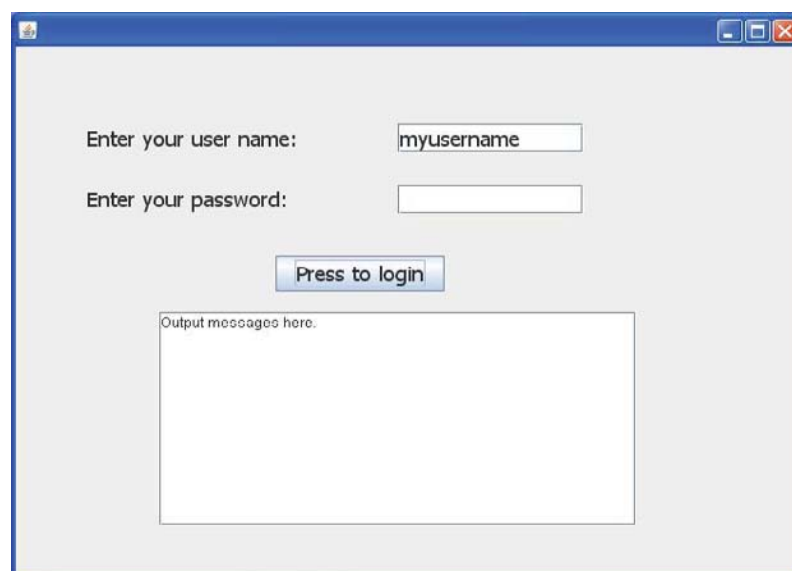 Enter your user name: myusername
Enter your password:
Press to login
Output messages here.